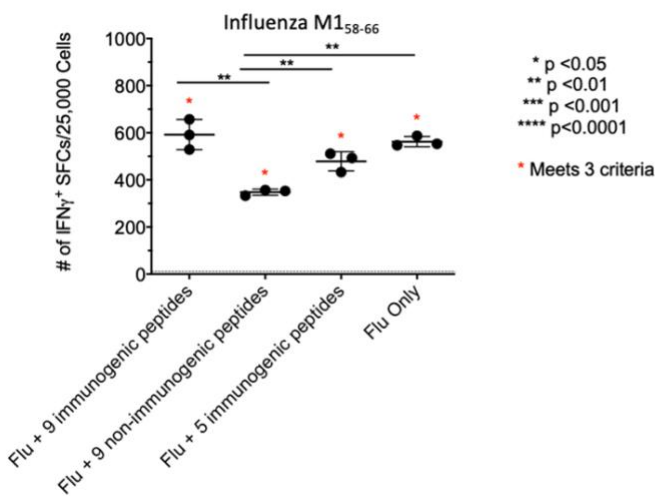 Influenza M1₅₈₋₆₆
# of IFNγ⁺ SFCs/25,000 Cells
1000
800
600
400
200
0
*
**
*
**
*
**
*
Flu + 9 immunogenic peptides
Flu + 9 non-immunogenic peptides
Flu + 5 immunogenic peptides
Flu Only
* p <0.05
** p <0.01
*** p <0.001
**** p<0.0001
* Meets 3 criteria